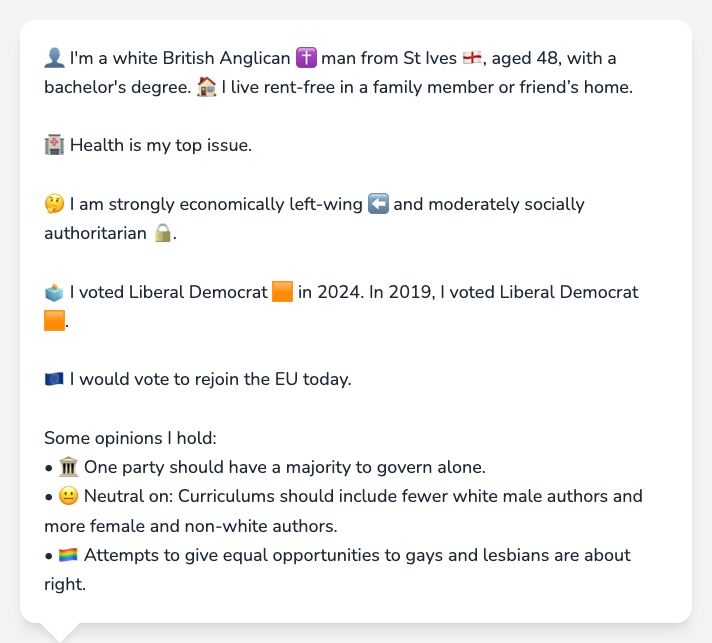 👤 I'm a white British Anglican ✝️ man from St Ives 🏴󠁧󠁢󠁥󠁮󠁧󠁿, aged 48, with a
bachelor's degree. 🏠 I live rent-free in a family member or friend’s home.
🏥 Health is my top issue.
🤔 I am strongly economically left-wing ⬅️ and moderately socially
authoritarian 🔒.
🗳️ I voted Liberal Democrat 🟧 in 2024. In 2019, I voted Liberal Democrat
🟧.
🇪🇺 I would vote to rejoin the EU today.
Some opinions I hold:
• 🏛️ One party should have a majority to govern alone.
• 😐 Neutral on: Curriculums should include fewer white male authors and
more female and non-white authors.
• 🏳️‍🌈 Attempts to give equal opportunities to gays and lesbians are about
right.